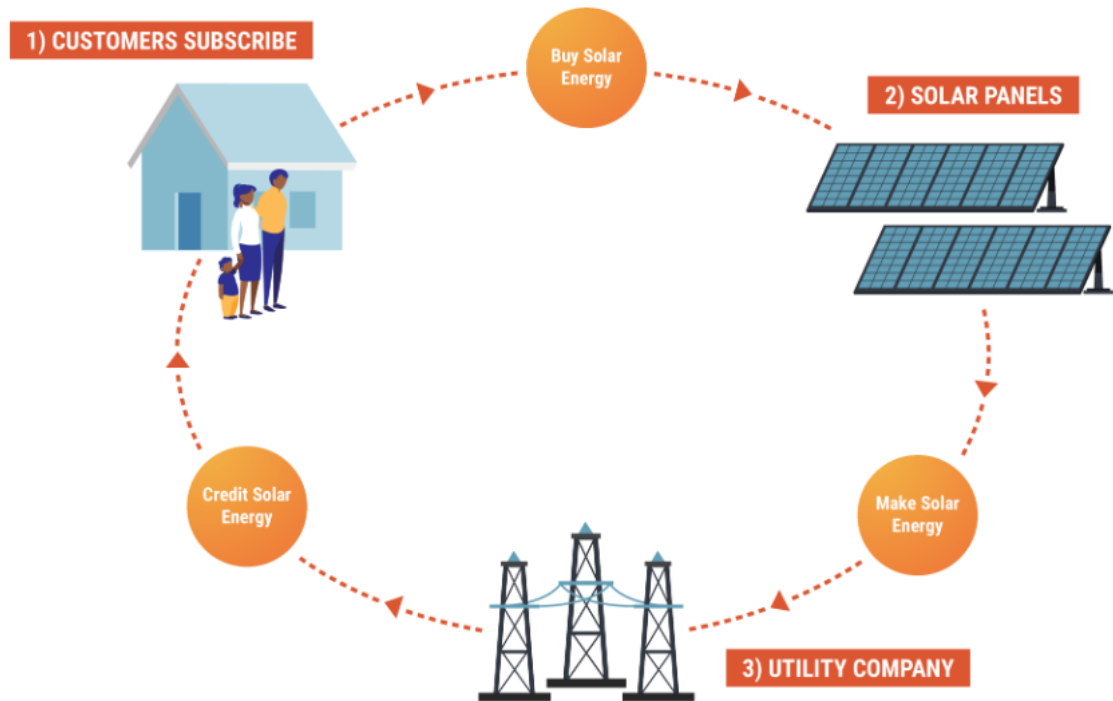 1) CUSTOMERS SUBSCRIBE
Buy Solar
Energy
2) SOLAR PANELS
Make Solar
Energy
3) UTILITY COMPANY
Credit Solar
Energy